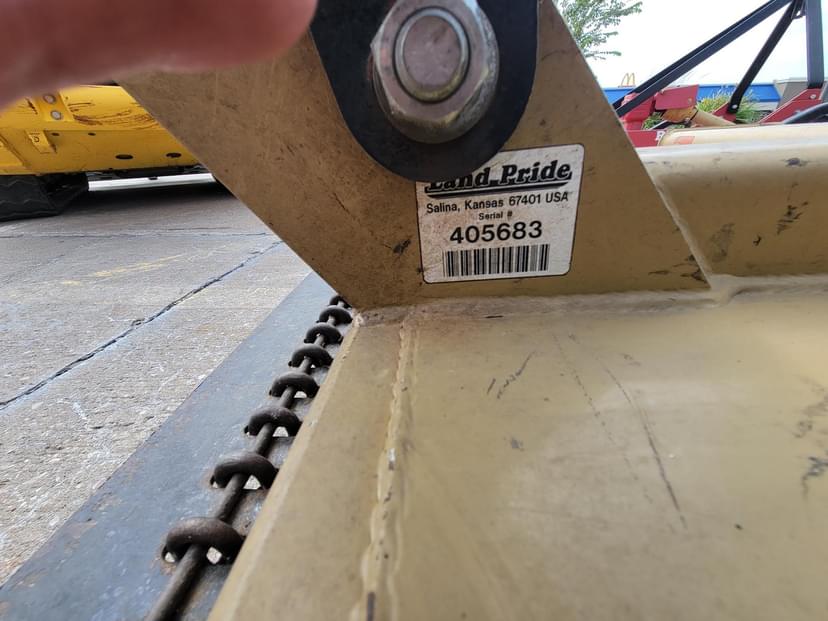 Land Pride
Salina, Kansas 67401 USA
Serial #
405683